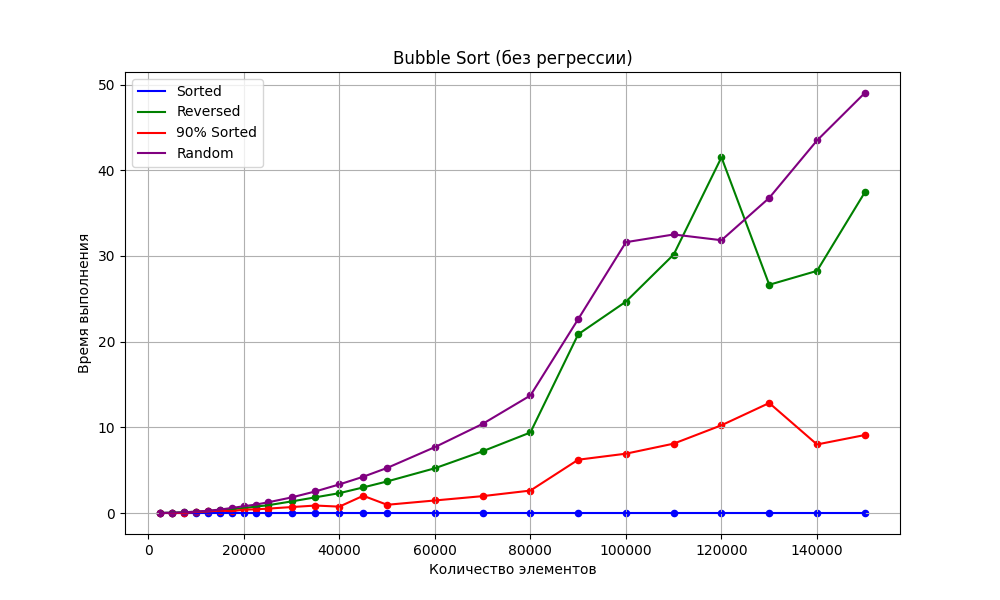 Bubble Sort (без регрессии)
Sorted
Reversed
90% Sorted
Random
Время выполнения
50
40
30
20
10
0
0 20000 40000 60000 80000 100000 120000 140000
Количество элементов